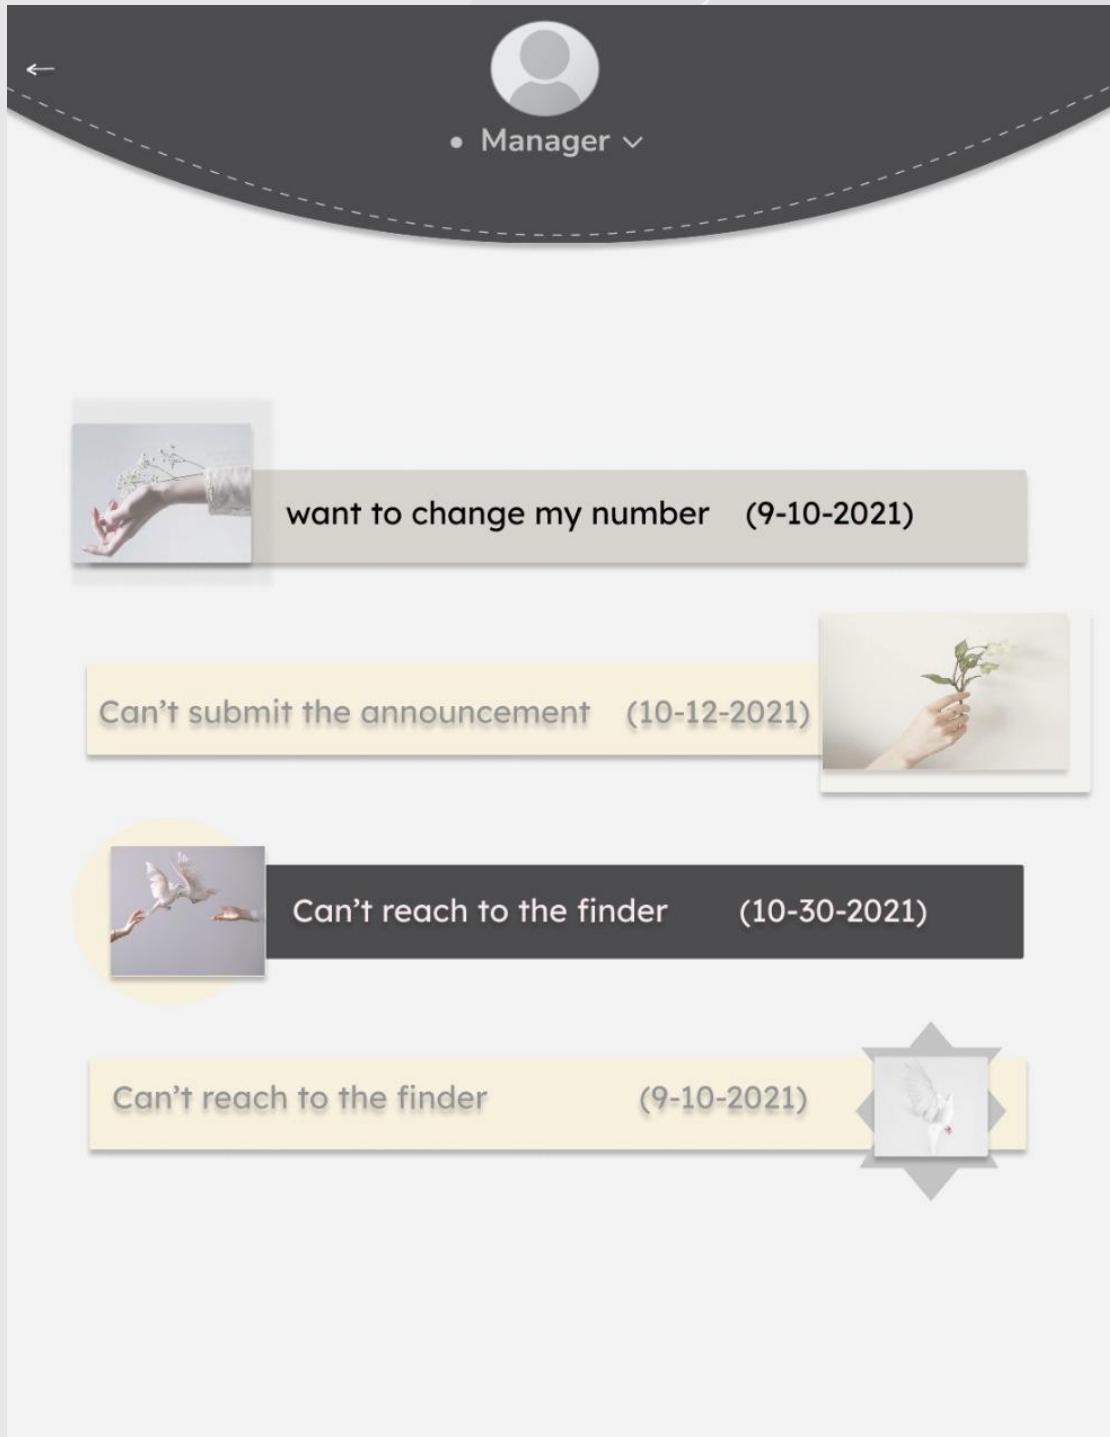 Manager
want to change my number (9-10-2021)
Can't submit the announcement (10-12-2021)
Can't reach to the finder (10-30-2021)
Can't reach to the finder (9-10-2021)